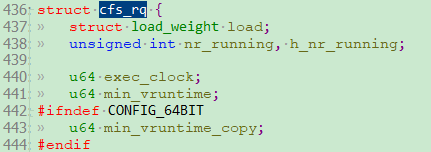 436: struct cfs_rq {
437: » struct load_weight load;
438: » unsigned int nr_running, h_nr_running;
439:
440: » u64 exec_clock;
441: » u64 min_vruntime;
442: #ifndef CONFIG_64BIT
443: » u64 min_vruntime_copy;
444: #endif